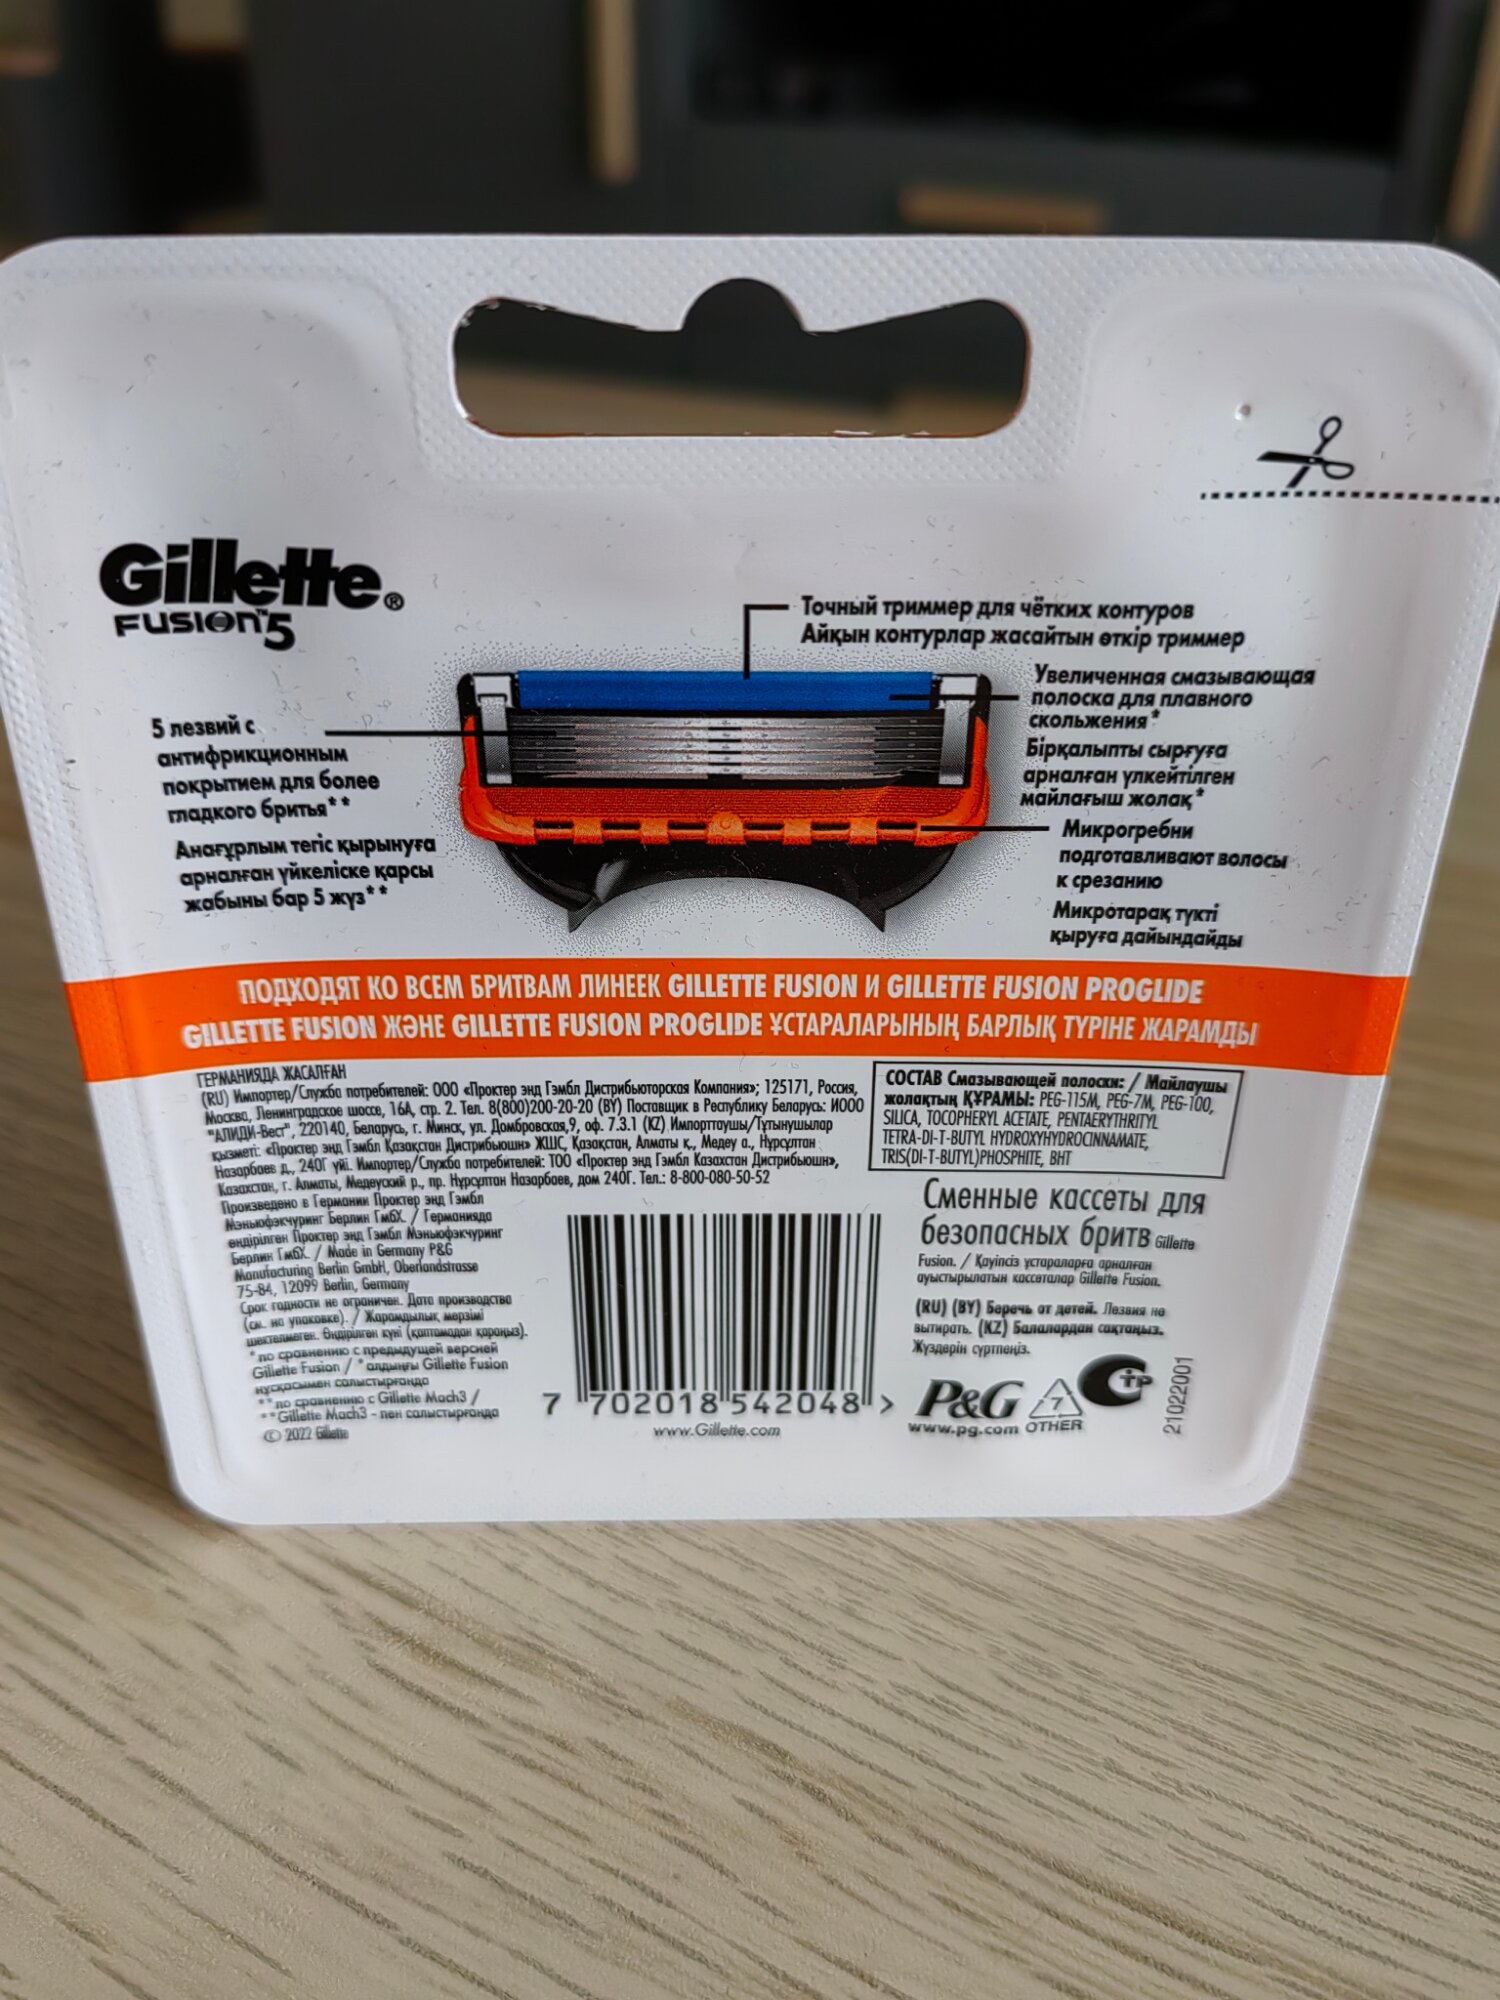 Gillette®
FUSION™5
Точный триммер для чётких контуров
Айқын контурлар жасайтын өткір триммер
5 лезвий с
антифрикционным
покрытием для более
гладкого бритья**
Анағұрлым тегіс қырынуға
арналған үйкеліске қарсы
жабыны бар 5 жүз**
Увеличенная смазывающая
полоска для плавного
скольжения*
Бірқалыпты сырғуға
арналған үлкейтілген
майлағыш жолақ*
Микрогребни
подготавливают волосы
к срезанию
Микротарақ түкті
қыруға дайындайды
ПОДХОДЯТ КО ВСЕМ БРИТВАМ ЛИНЕЕК GILLETTE FUSION И GILLETTE FUSION PROGLIDE
GILLETTE FUSION ЖӘНЕ GILLETTE FUSION PROGLIDE ҰСТАРАЛАРЫНЫҢ БАРЛЫҚ ТҮРІНЕ ЖАРАМДЫ
ГЕРМАНИЯДА ЖАСАЛҒАН
(RU) Импортер/Служба потребителей: ООО «Проктер энд Гэмбл Дистрибьюторская Компания»; 125171, Россия,
Москва, Ленинградское шоссе, 16А, стр. 2. Тел. 8(800)200-20-20 (BY) Поставщик в Республику Беларусь: ИООО
"АЛИДИ-Вест", 220140, Беларусь, г. Минск, ул. Домбровская,9, оф. 7.3.1 (KZ) Импорттаушы/Тұтынушылар
қызметі: «Проктер энд Гэмбл Қазақстан Дистрибьюшн» ЖШС, Қазақстан, Алматы қ., Медеу а., Нұрсұлтан
Назарбаев д., 240Г үйі. Импортер/Служба потребителей: ТОО «Проктер энд Гэмбл Казахстан Дистрибьюшн»,
Казахстан, г. Алматы, Медеуский р., пр. Нұрсұлтан Назарбаев, дом 240Г. Тел.: 8-800-080-50-52
Произведено в Германии Проктер энд Гэмбл
Мэньюфэкчуринг Берлин ГмбХ. / Германияда
өндірілген Проктер энд Гэмбл Мэньюфэкчуринг
Берлин ГмбХ. / Made in Germany P&G
Manufacturing Berlin GmbH, Oberlandstrasse
75-84, 12099 Berlin, Germany
Срок годности не ограничен. Дата производства
(см. на упаковке). / Жарамдылық мерзімі
шектелмеген. Өндірілген күні (қаптамадан қараңыз).
*по сравнению с предыдущей версией
Gillette Fusion / *алдыңғы Gillette Fusion
нұсқасымен салыстырғанда
**по сравнению с Gillette Mach3 /
**Gillette Mach3 - пен салыстырғанда
© 2022 Gillette
СОСТАВ Смазывающей полоски: / Майлаушы
жолақтың ҚҰРАМЫ: PEG-115M, PEG-7M, PEG-100,
SILICA, TOCOPHERYL ACETATE, PENTAERYTHRITYL
TETRA-DI-T-BUTYL HYDROXYHYDROCINNAMATE,
TRIS(DI-T-BUTYL)PHOSPHITE, BHT
Сменные кассеты для
безопасных бритв Gillette
Fusion. / Қауіпсіз ұстараларға арналған
ауыстырылатын кассеталар Gillette Fusion.
(RU) (BY) Беречь от детей. Лезвия не
вытирать. (KZ) Балалардан сақтаңыз.
Жүздерін сүртпеңіз.
7 702018 542048 >
www.Gillette.com
P&G
www.pg.com
7
OTHER
СТР
21022001